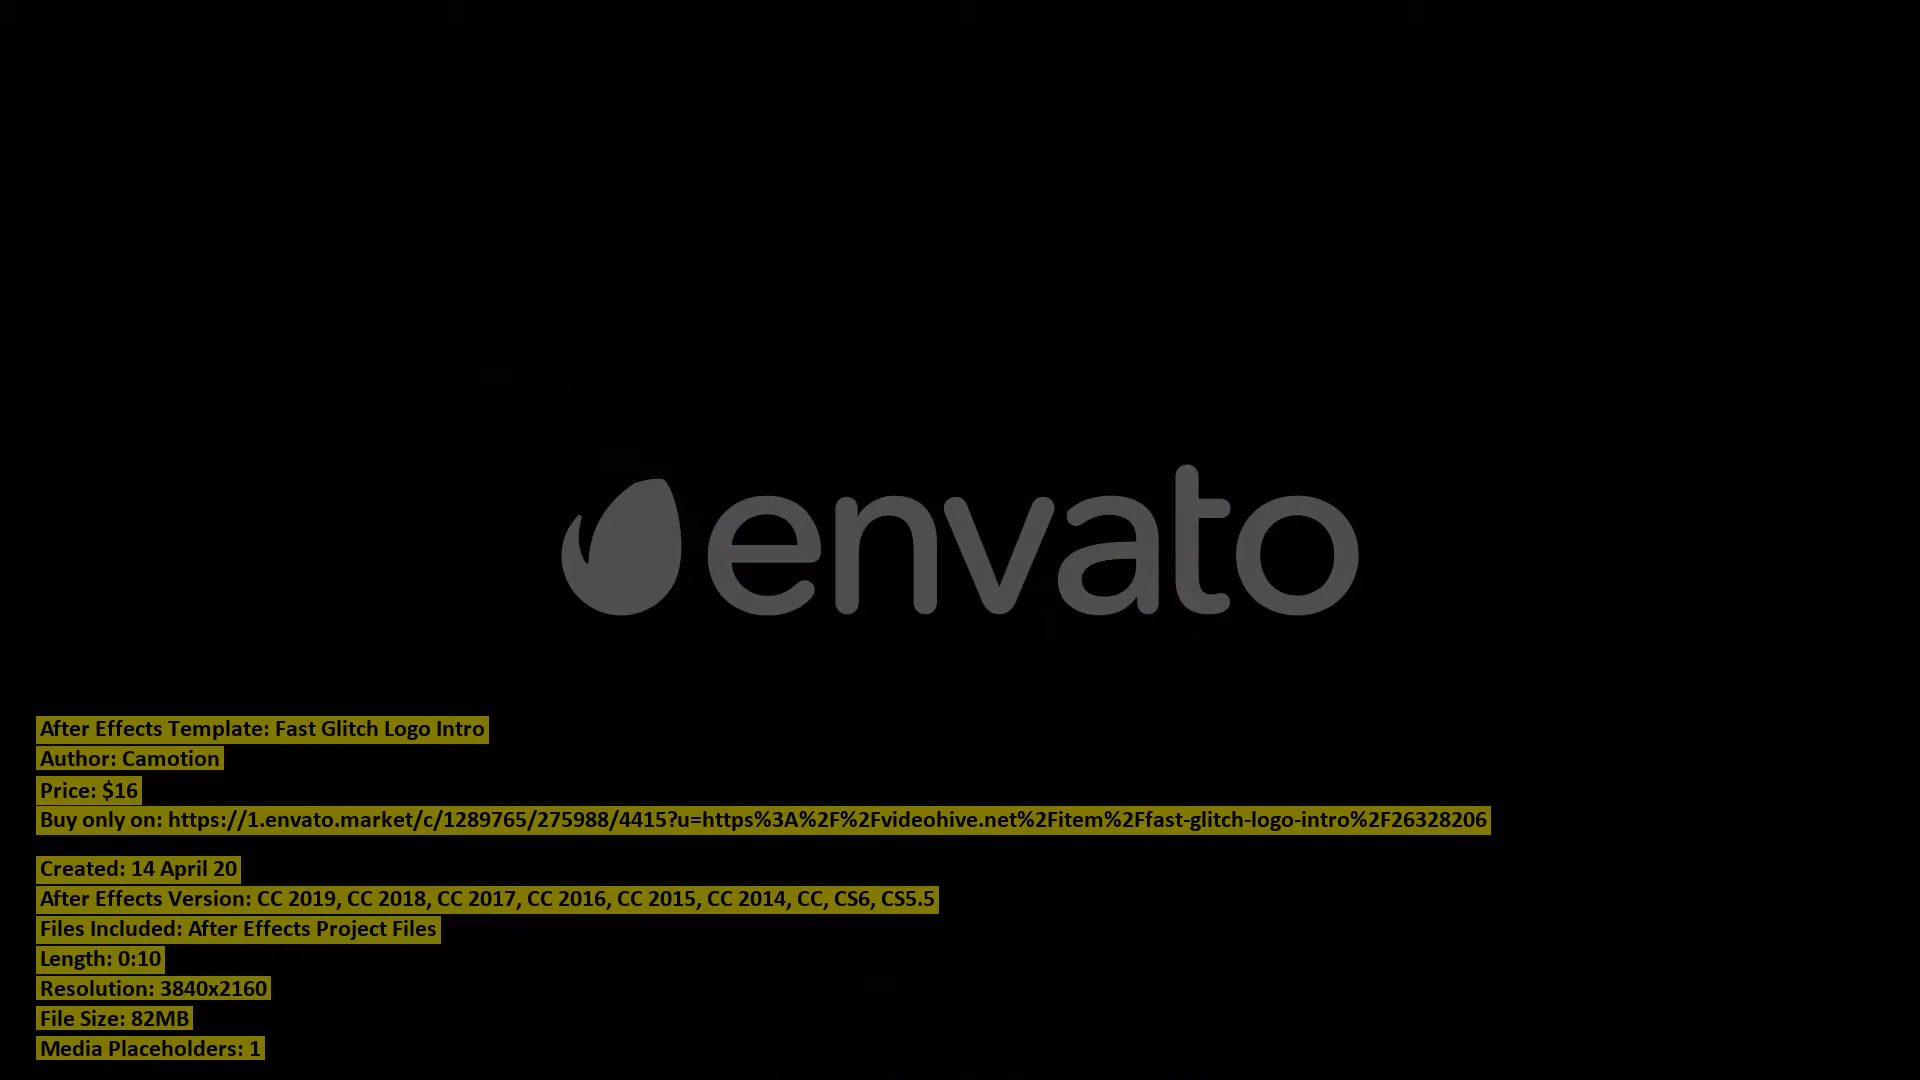 envato
After Effects Template: Fast Glitch Logo Intro
Author: Camotion
Price: $16
Buy only on: https://1.envato.market/c/1289765/275988/4415?u=https%3A%2F%2Fvideohive.net%2Fitem%2Ffast-glitch-logo-intro%2F26328206
Created: 14 April 20
After Effects Version: CC 2019, CC 2018, CC 2017, CC 2016, CC 2015, CC 2014, CC, CS6, CS5.5
Files Included: After Effects Project Files
Length: 0:10
Resolution: 3840x2160
File Size: 82MB
Media Placeholders: 1